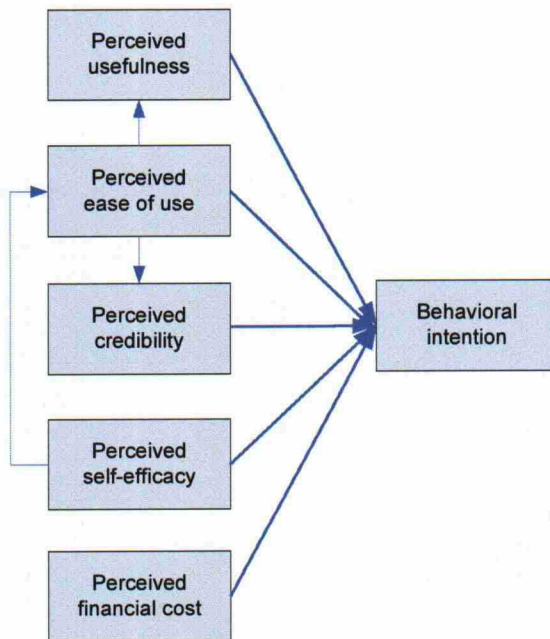 Perceived
usefulness
Perceived
ease of use
Perceived
credibility
Behavioral
intention
Perceived
self-efficacy
Perceived
financial cost